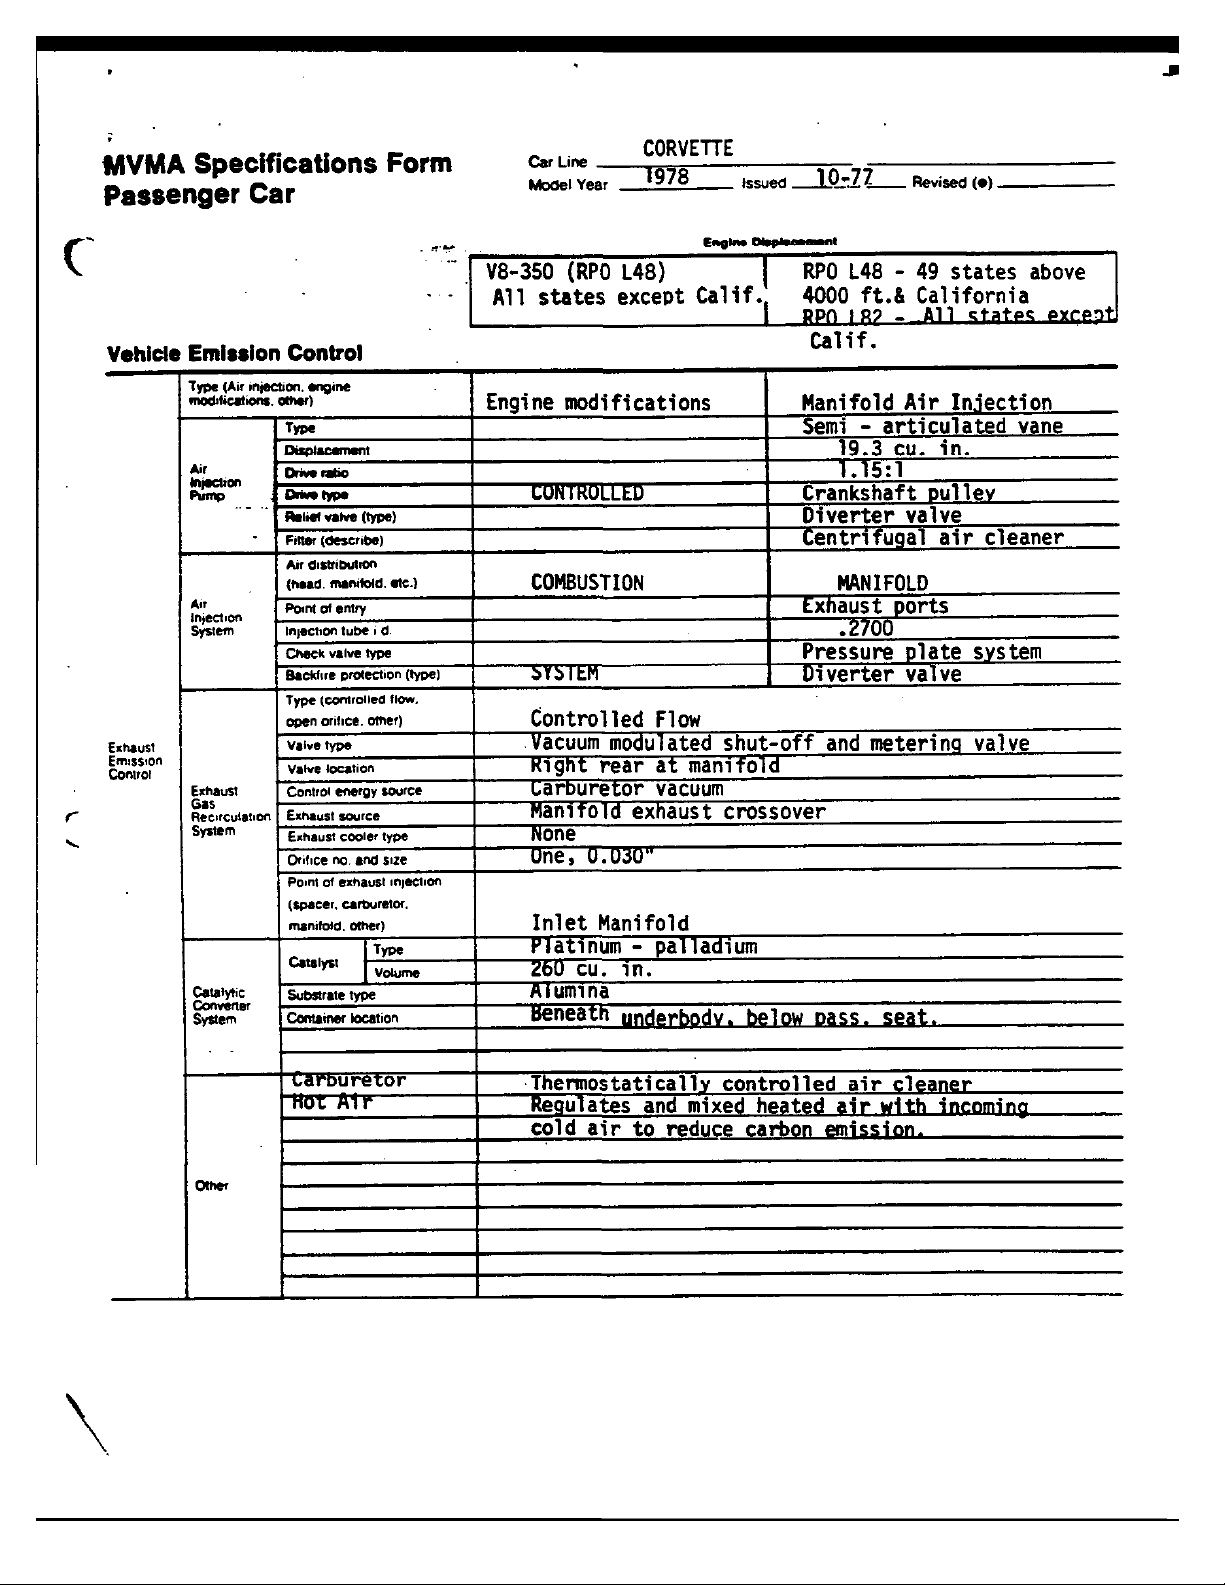 MVMA Specifications Form
Passenger Car
Car Line CORVETTE
Model Year 1978 Issued 10-77 Revised (●)
Engine Displacement
V8-350 (RPO L48)
All states except Calif.
RPO L48 - 49 states above
4000 ft.& California
RPO L82 - All states except
Calif.
Vehicle Emission Control
Type (Air injection, engine
modifications, other) Engine modifications Manifold Air Injection
Air
Injection
Pump
Type Semi - articulated vane
Displacement 19.3 cu. in.
Drive ratio 1.15:1
Drive type CONTROLLED Crankshaft pulley
Relief valve (type) Diverter valve
Filter (describe) Centrifugal air cleaner
Air
Injection
System
Air distribution
(head, manifold, etc.) COMBUSTION MANIFOLD
Point of entry Exhaust ports
Injection tube i d .2700
Check valve type Pressure plate system
Backfire protection (type) SYSTEM Diverter valve
Exhaust
Emission
Control
Exhaust
Gas
Recirculation
System
Type (controlled flow,
open orifice, other) Controlled Flow
Valve type Vacuum modulated shut-off and metering valve
Valve location Right rear at manifold
Control energy source Carburetor vacuum
Exhaust source Manifold exhaust crossover
Exhaust cooler type None
Orifice no. and size One, 0.030"
Point of exhaust injection
(spacer, carburetor,
manifold, other) Inlet Manifold
Catalytic
Converter
System
Catalyst Type Platinum - palladium
Volume 260 cu. in.
Substrate type Alumina
Container location Beneath underbody, below pass. seat.
Other
Carburetor Thermostatically controlled air cleaner
Hot Air Regulates and mixed heated air with incoming
cold air to reduce carbon emission.